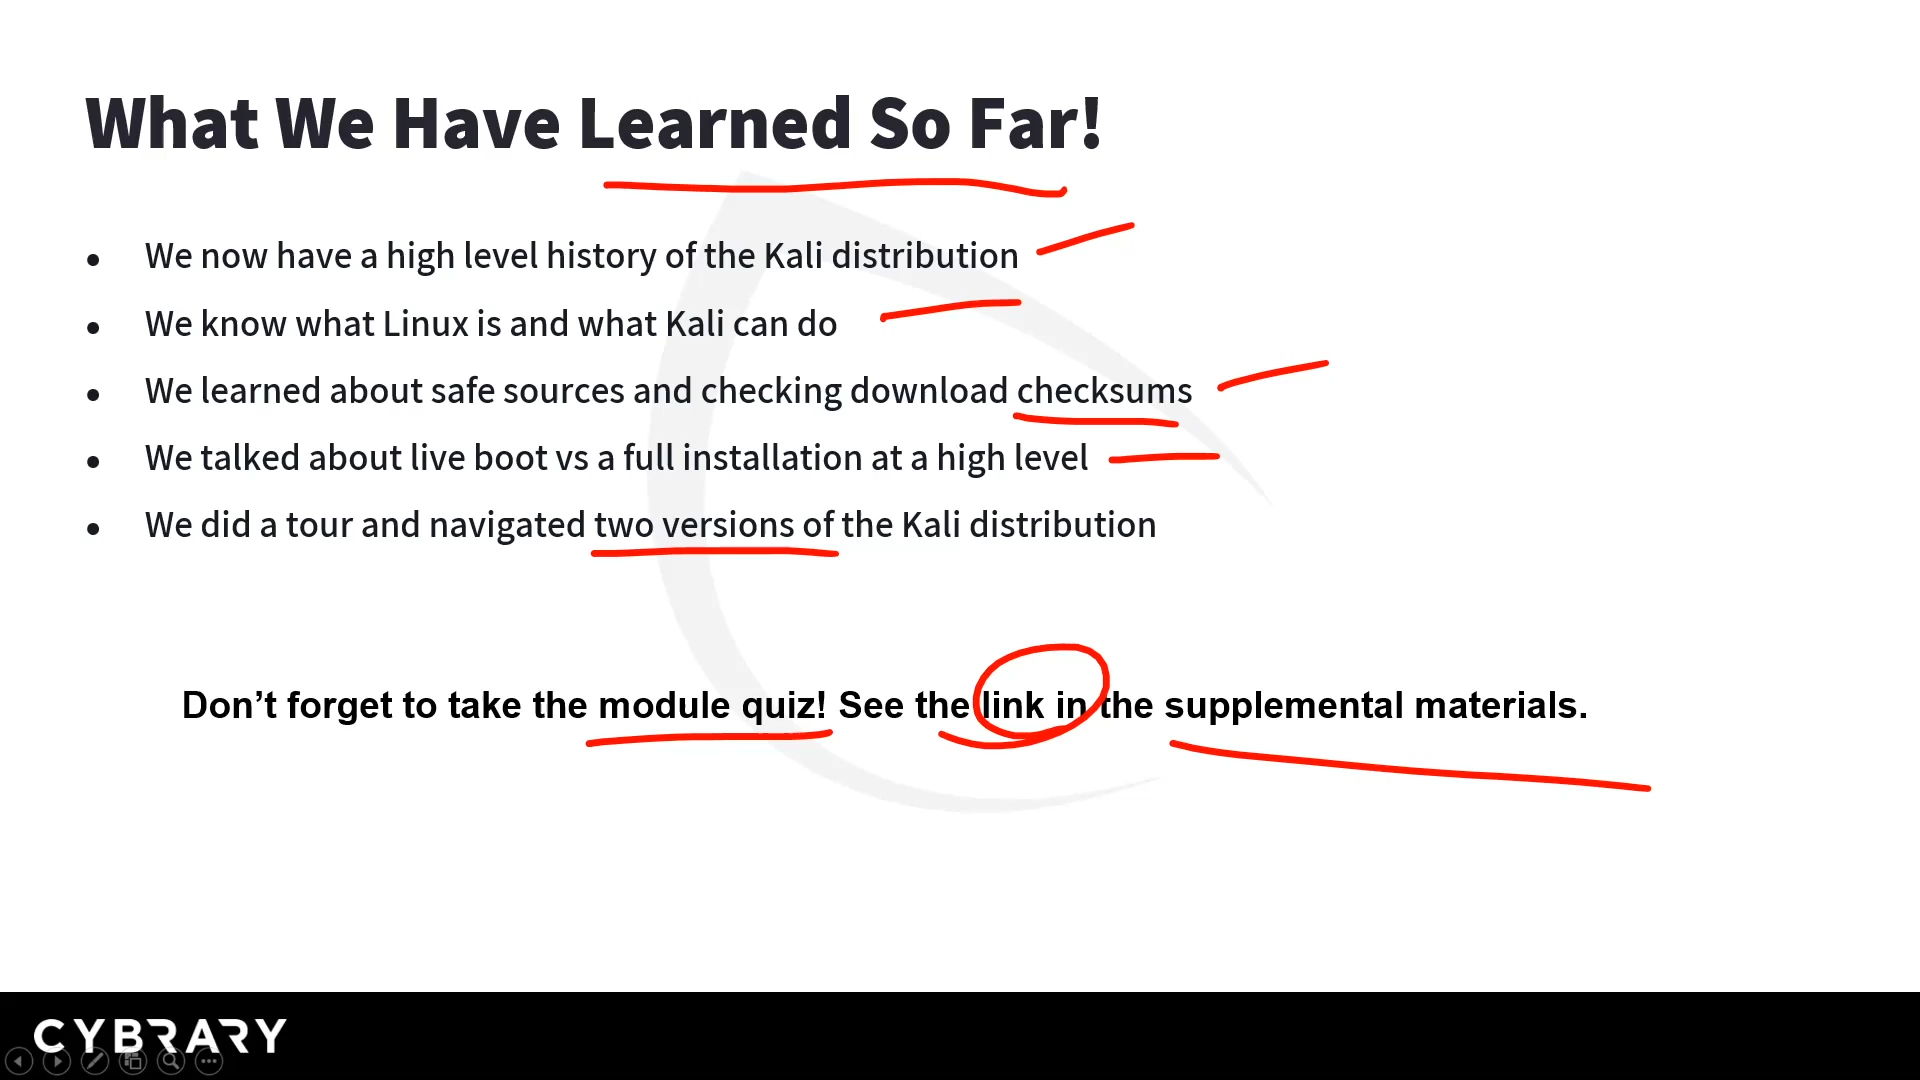 What We Have Learned So Far!
• We now have a high level history of the Kali distribution
• We know what Linux is and what Kali can do
• We learned about safe sources and checking download checksums
• We talked about live boot vs a full installation at a high level
• We did a tour and navigated two versions of the Kali distribution
Don’t forget to take the module quiz! See the link in the supplemental materials.
CYBRARY